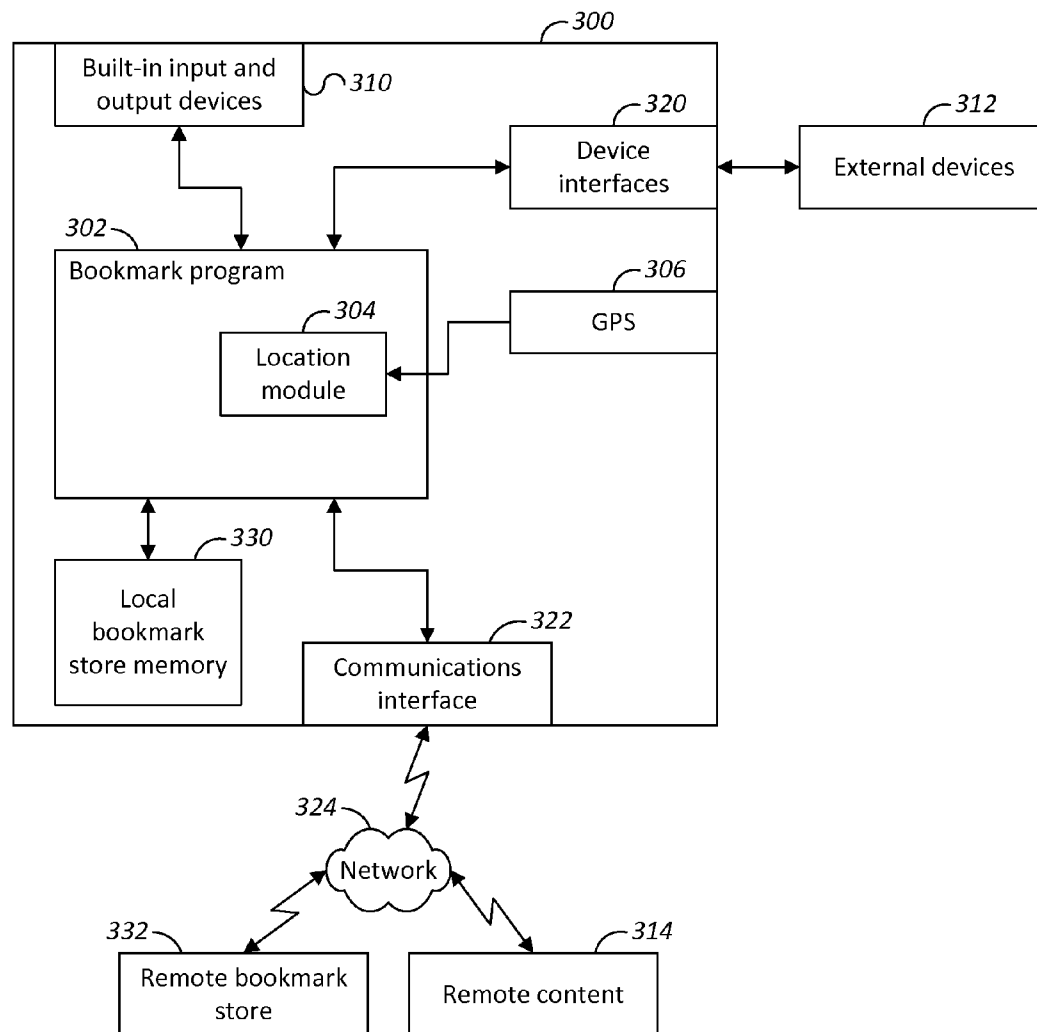 300
Built-in input and
output devices
310
320
Device
interfaces
312
External devices
302
Bookmark program
304
Location
module
306
GPS
330
Local
bookmark
store memory
322
Communications
interface
324
Network
332
Remote bookmark
store
314
Remote content